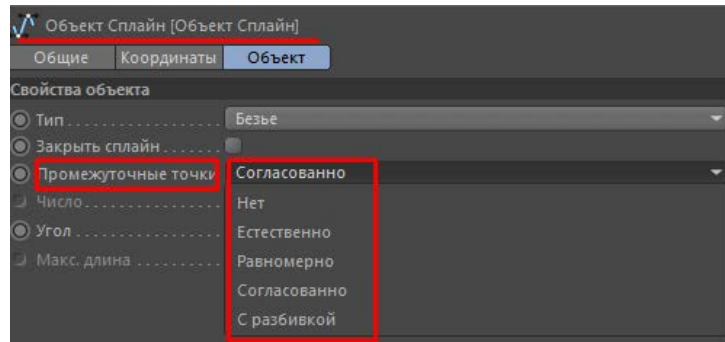 Объект Сплайн [Объект Сплайн]
Общие Координаты Объект
Свойства объекта
Тип . . . . . . . . . . . . . . . . . Безье
Закрыть сплайн . . . . . . .
Промежуточные точки Согласованно
Число. . . . . . . . . . . . . . . Нет
Угол . . . . . . . . . . . . . . . . Естественно
Макс. длина . . . . . . . . . . Равномерно
Согласованно
С разбивкой